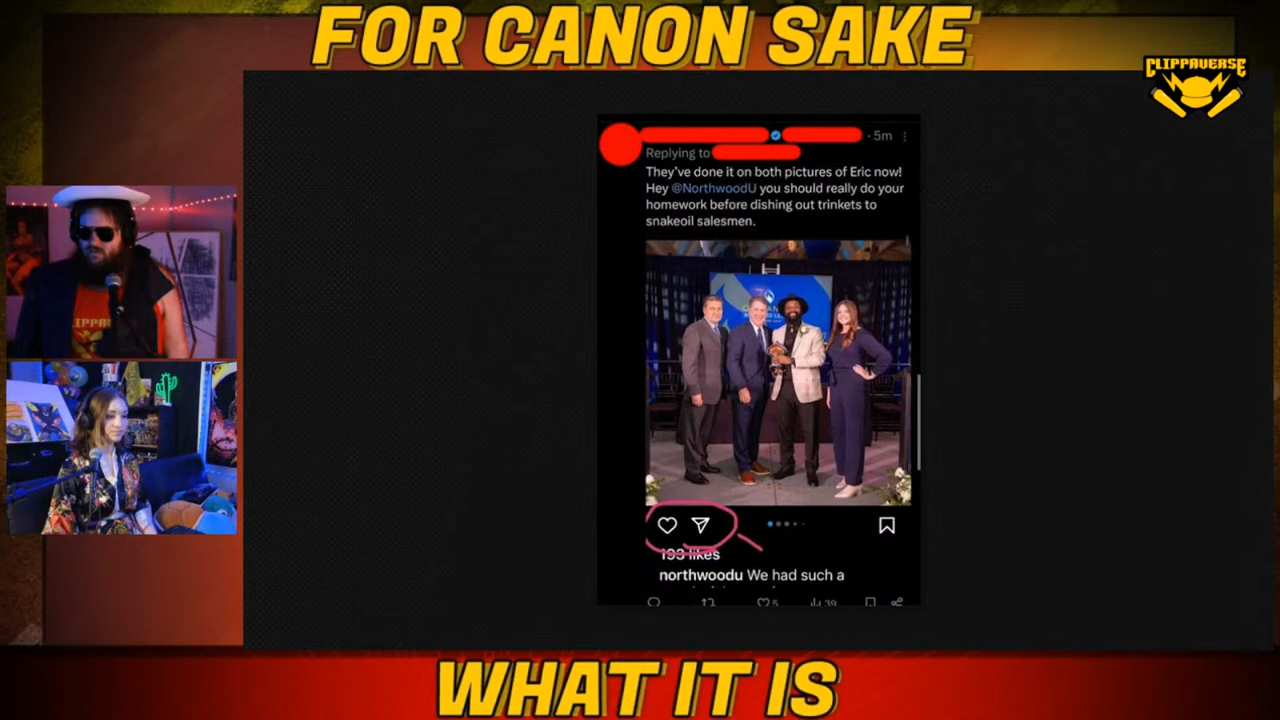 FOR CANON SAKE
CLIPPAVERSE
· 5m
Replying to
They've done it on both pictures of Eric now!
Hey @NorthwoodU you should really do your
homework before dishing out trinkets to
snakeoil salesmen.
193 likes
northwoodu We had such a
5
39
WHAT IT IS